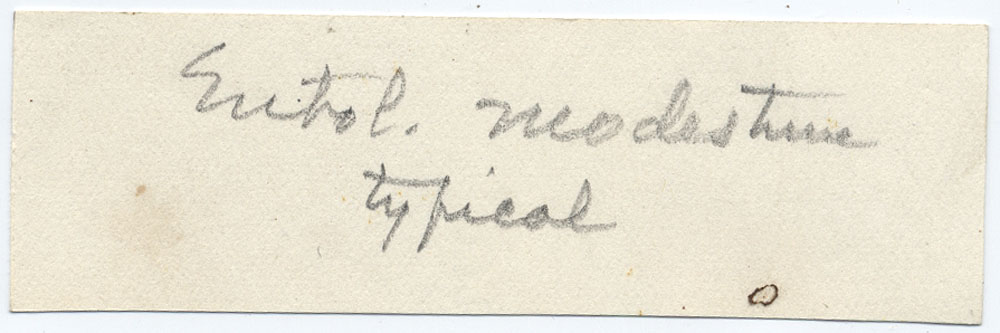 Entol. modestum
typical